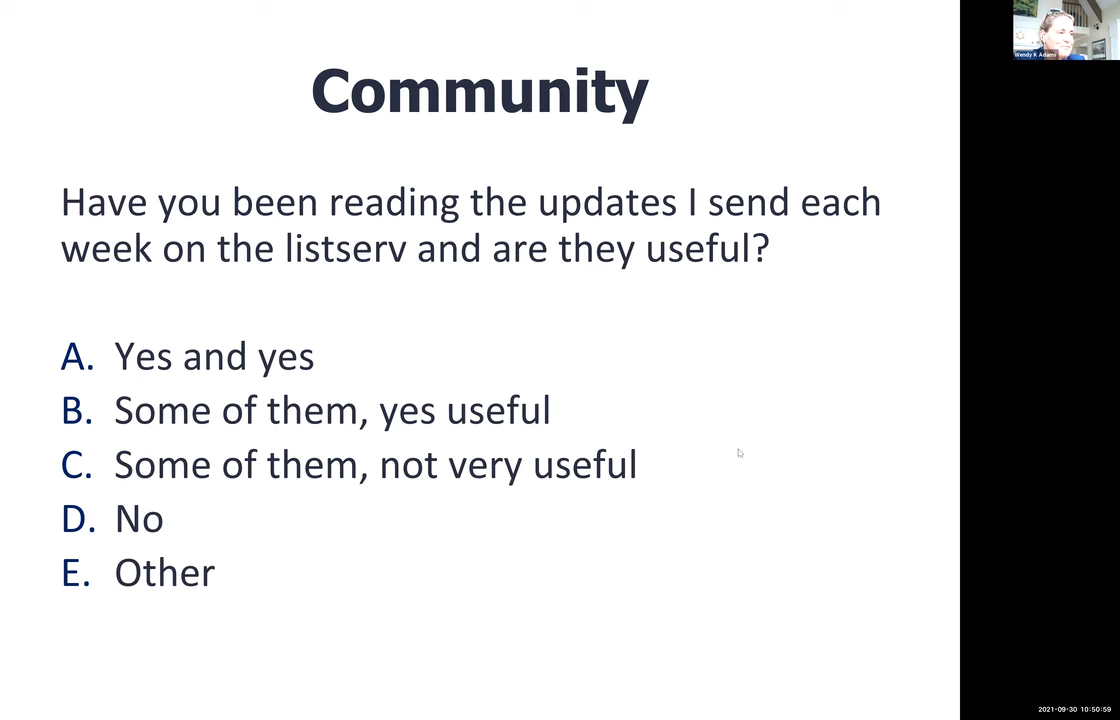 Community
Have you been reading the updates I send each
week on the listserv and are they useful?
A. Yes and yes
B. Some of them, yes useful
C. Some of them, not very useful
D. No
E. Other
Wendy K Adams
2021-09-30 10:50:59